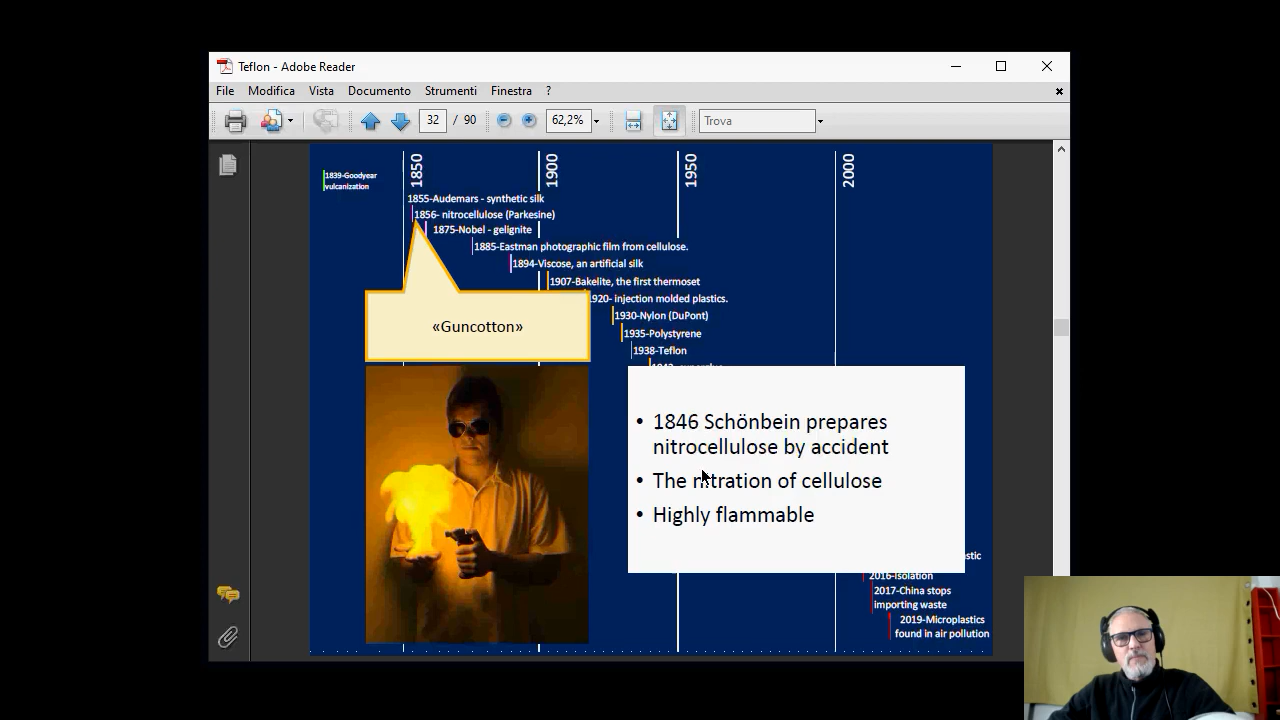 Teflon - Adobe Reader
File Modifica Vista Documento Strumenti Finestra ?
32 / 90 62,2% Trova
1850 1900 1950 2000
1839-Goodyear
vulcanization
1855-Audemars - synthetic silk
1856- nitrocellulose (Parkesine)
1875-Nobel - gelignite
1885-Eastman photographic film from cellulose.
1894-Viscose, an artificial silk
1907-Bakelite, the first thermoset
1920- injection molded plastics.
1930-Nylon (DuPont)
1935-Polystyrene
1938-Teflon
«Guncotton»
• 1846 Schönbein prepares
nitrocellulose by accident
• The nitration of cellulose
• Highly flammable
2016-Isolation
2017-China stops
importing waste
2019-Microplastics
found in air pollution